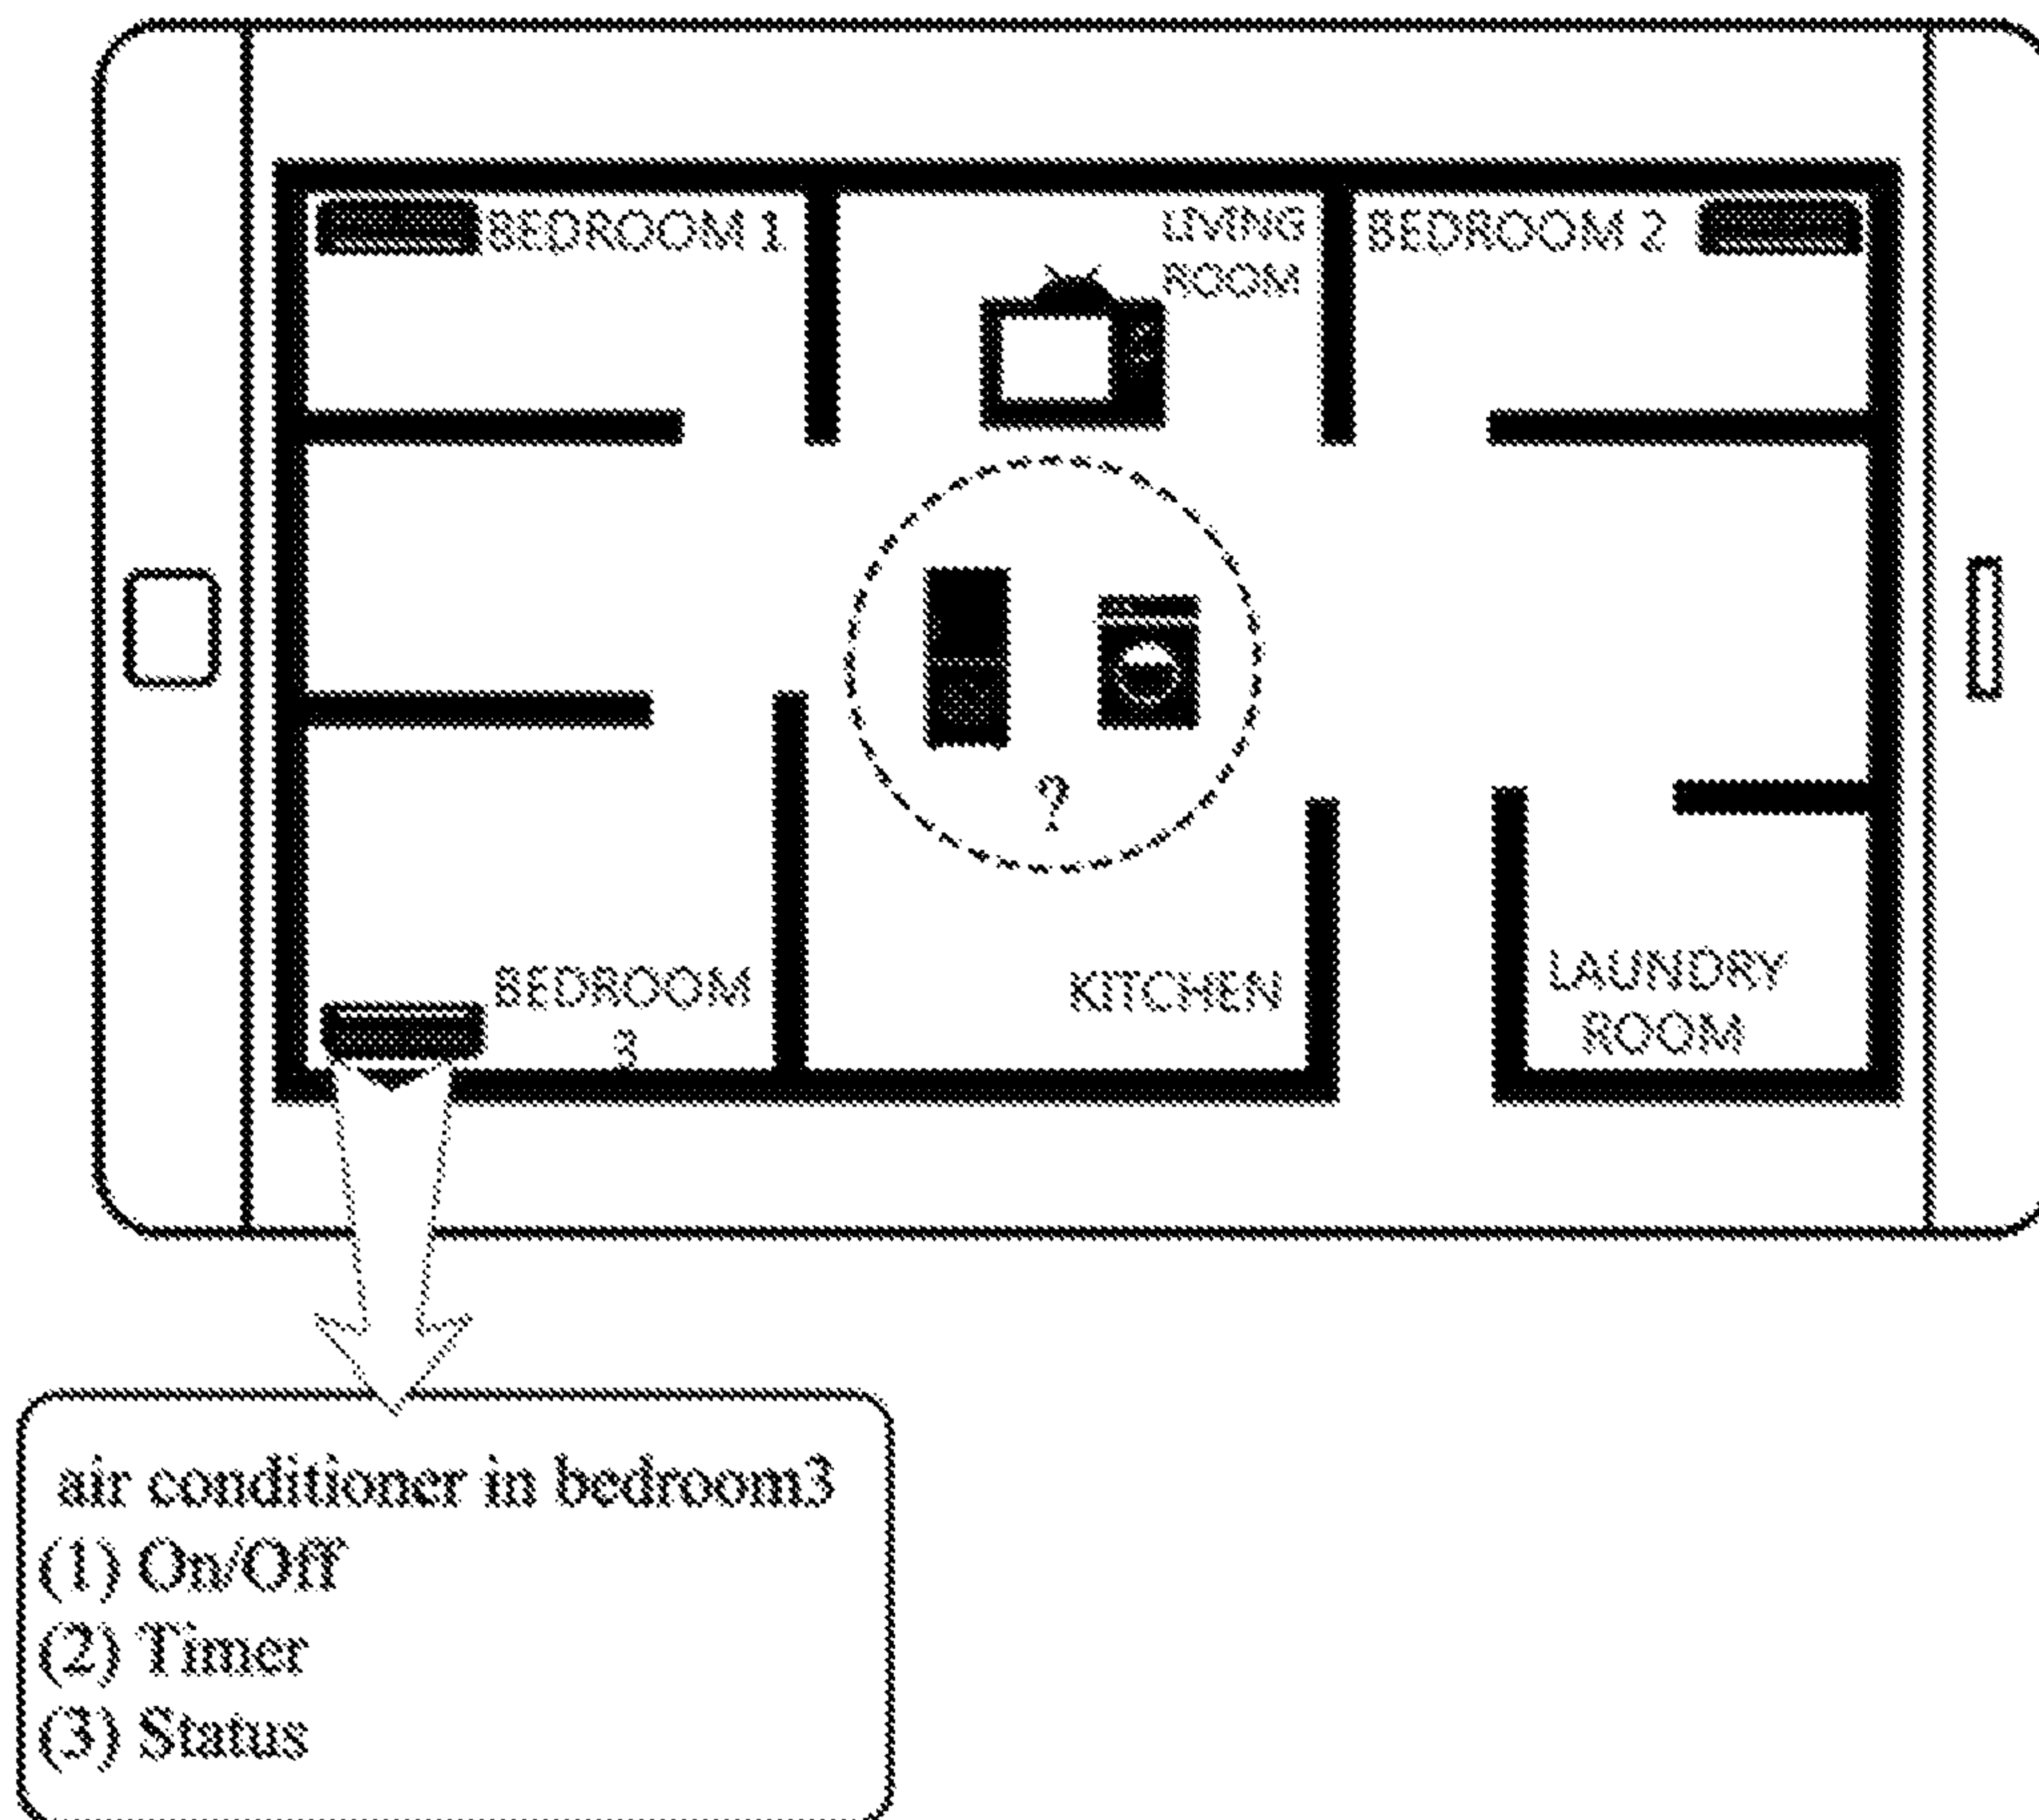 BEDROOM 1
LIVING
ROOM
BEDROOM 2
?
BEDROOM
3
KITCHEN
LAUNDRY
ROOM
air conditioner in bedroom3
(1) On/Off
(2) Timer
(3) Status